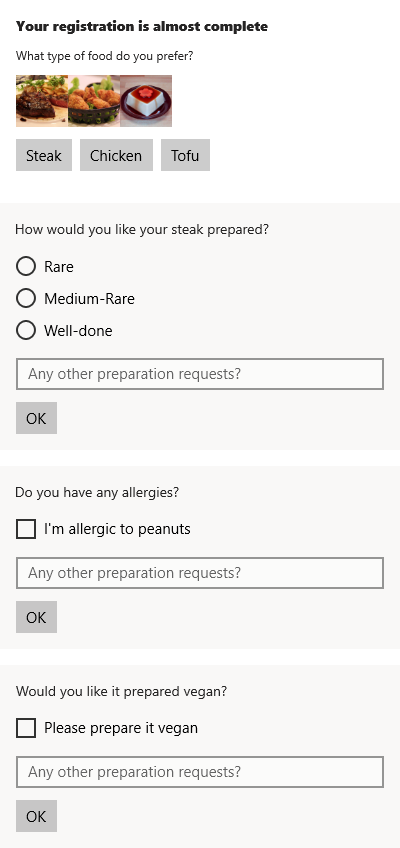 Your registration is almost complete
What type of food do you prefer?
Steak Chicken Tofu
How would you like your steak prepared?
Rare
Medium-Rare
Well-done
Any other preparation requests?
OK
Do you have any allergies?
I'm allergic to peanuts
Any other preparation requests?
OK
Would you like it prepared vegan?
Please prepare it vegan
Any other preparation requests?
OK